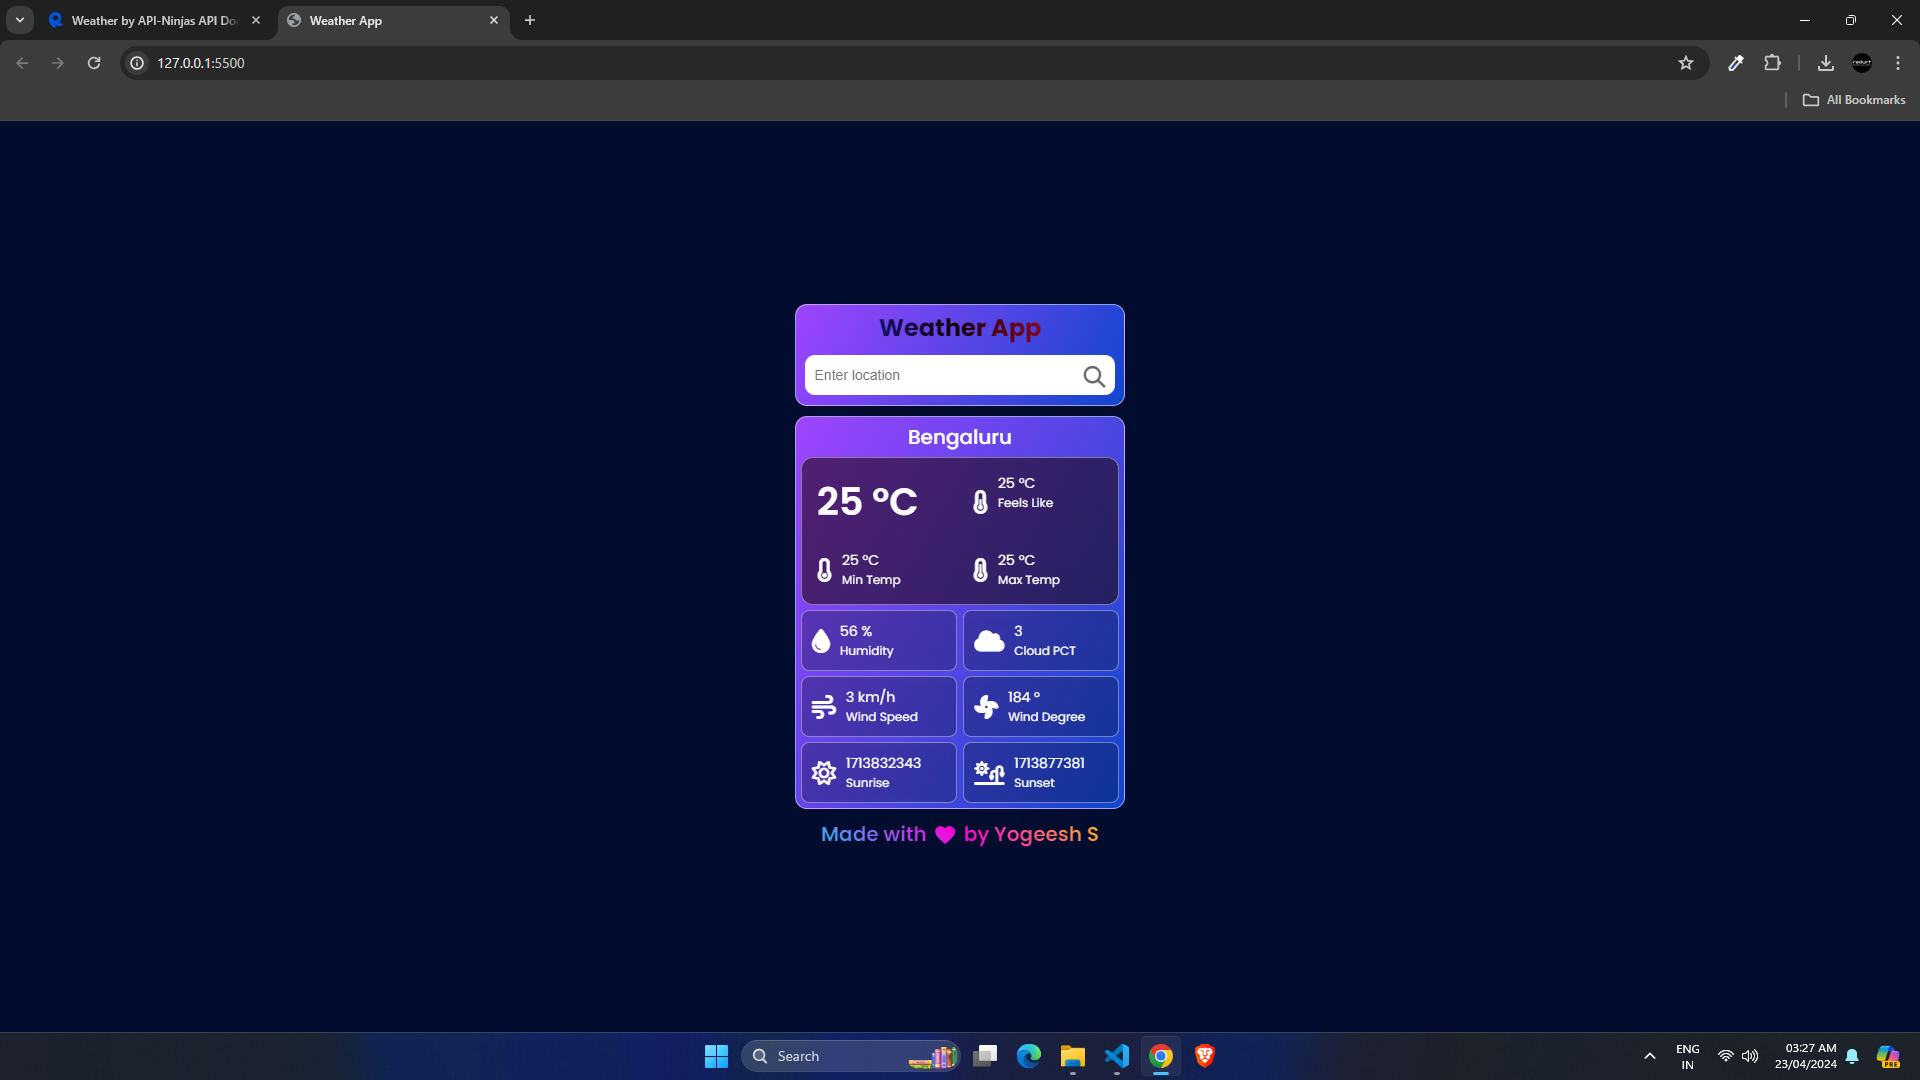 Weather by API-Ninjas API Do
Weather App
127.0.0.1:5500
All Bookmarks
Weather App
Enter location
Bengaluru
25 °C
25 °C
Feels Like
25 °C
Min Temp
25 °C
Max Temp
56 %
Humidity
3
Cloud PCT
3 km/h
Wind Speed
184 °
Wind Degree
1713832343
Sunrise
1713877381
Sunset
Made with by Yogeesh S
Search
ENG
IN
03:27 AM
23/04/2024
PRE